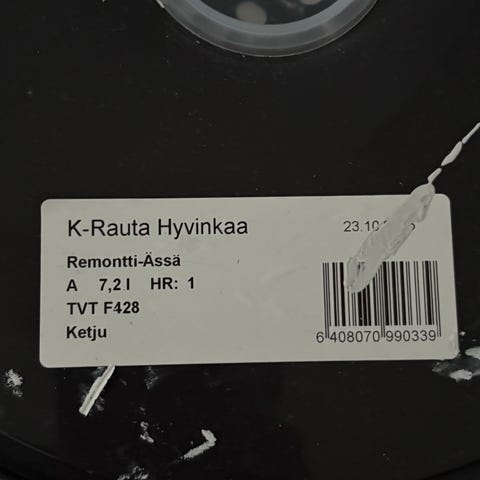 K-Rauta Hyvinkaa
Remontti-Ässä
A 7,2 l HR: 1
TVT F428
Ketju
6 408070 990339